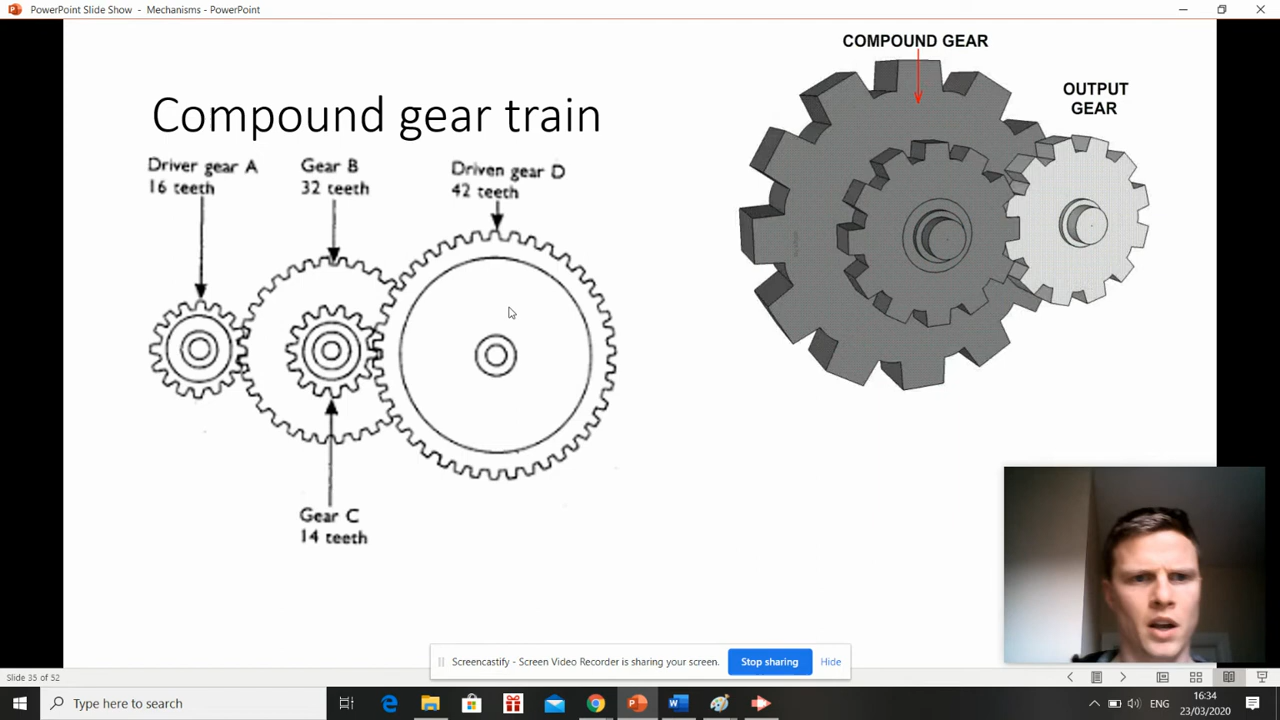 PowerPoint Slide Show - Mechanisms - PowerPoint
COMPOUND GEAR
OUTPUT
GEAR
Compound gear train
Driver gear A
16 teeth
Gear B
32 teeth
Driven gear D
42 teeth
Gear C
14 teeth
Screencastify - Screen Video Recorder is sharing your screen.
Stop sharing
Hide
Slide 35 of 52
Type here to search
ENG
16:34
23/03/2020